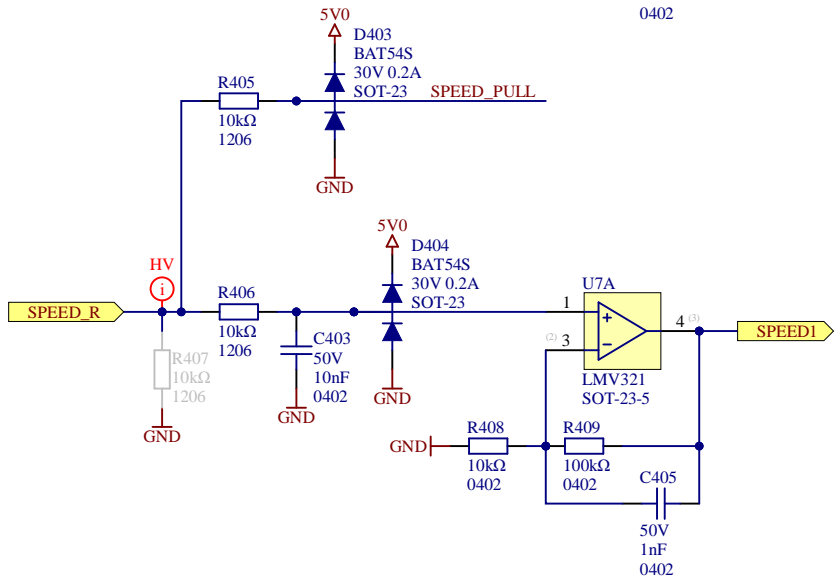 0402
5V0
D403
BAT54S
30V 0.2A
SOT-23
SPEED_PULL
R405
10kΩ
1206
GND
5V0
D404
BAT54S
30V 0.2A
SOT-23
HV
i
SPEED_R
R406
10kΩ
1206
C403
50V
10nF
0402
GND
GND
R407
10kΩ
1206
GND
U7A
1
+
(2) 3
−
4 (3)
SPEED1
LMV321
SOT-23-5
GND
R408
10kΩ
0402
R409
100kΩ
0402
C405
50V
1nF
0402